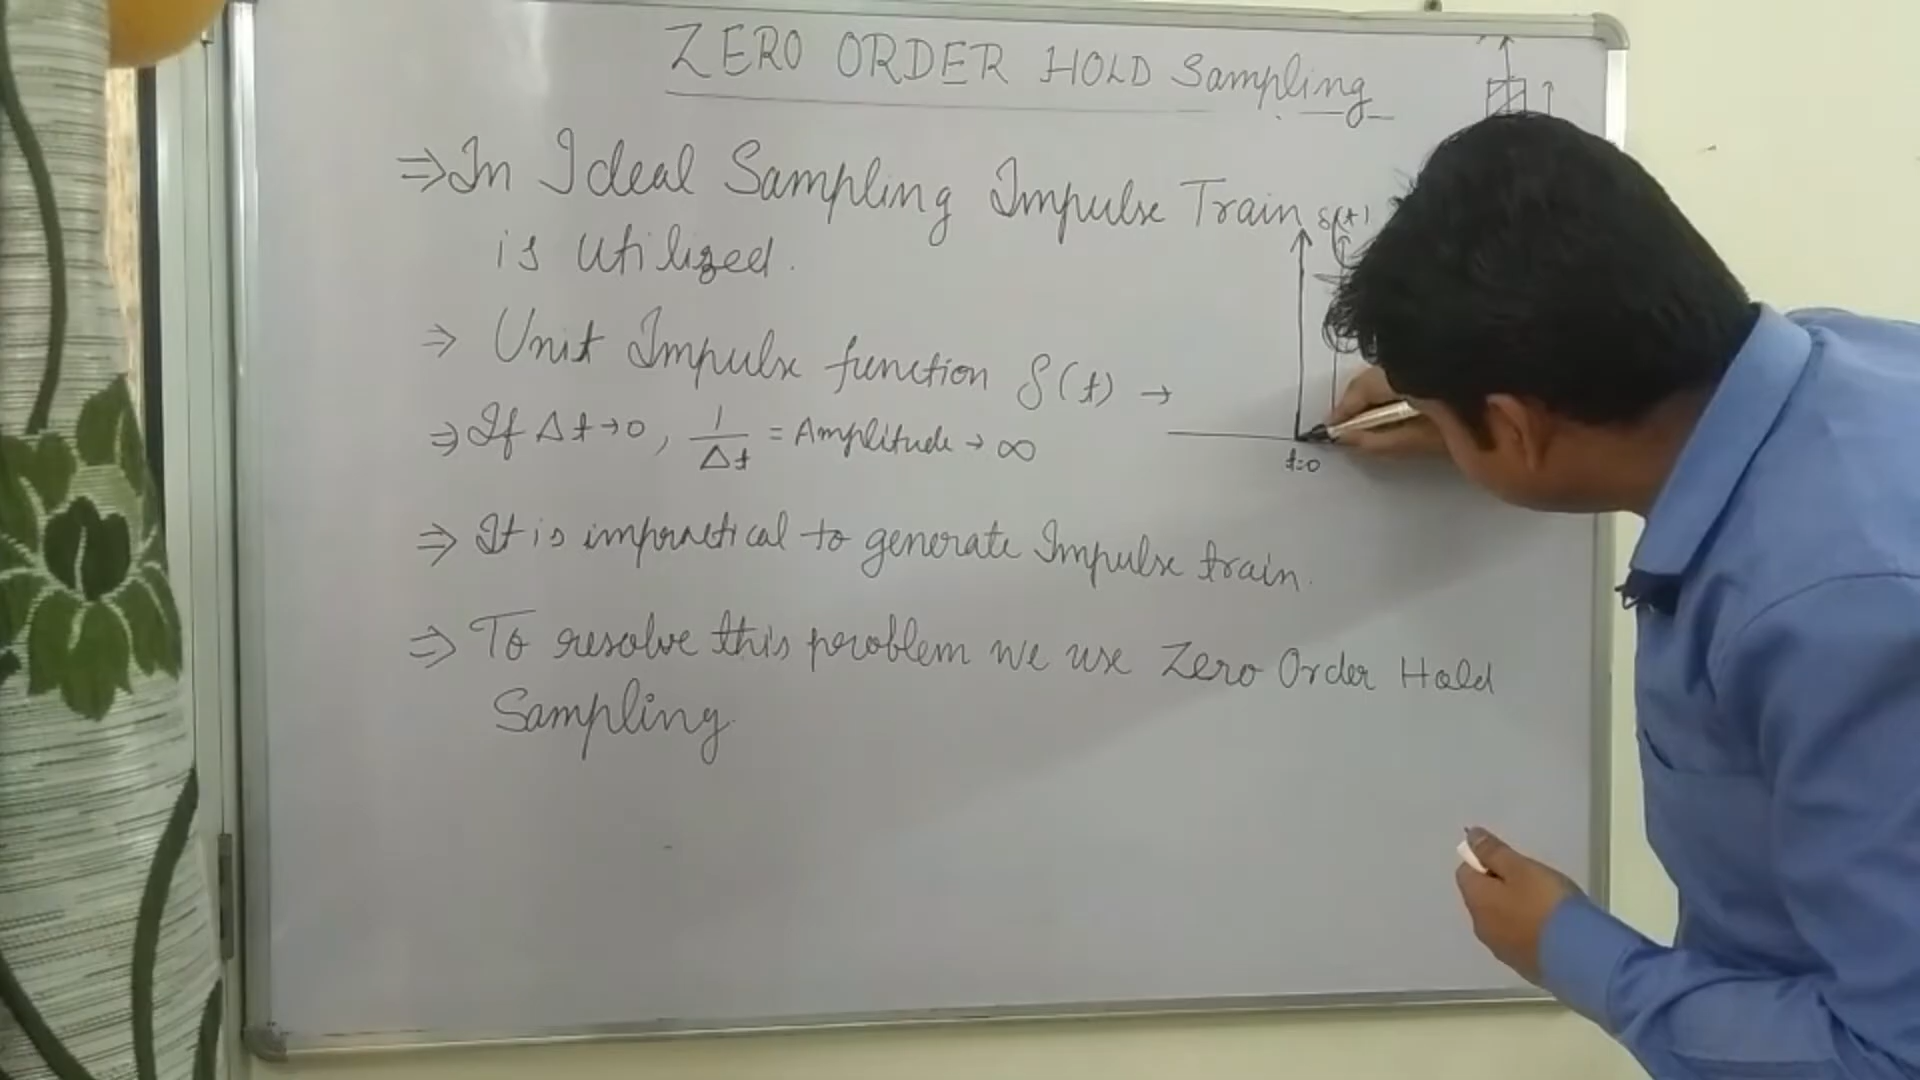 ZERO ORDER HOLD Sampling
⇒ In Ideal Sampling Impulse Train
is Utilized.
⇒ Unit Impulse function δ(t) →
δ(t)
t=0
⇒ If Δt→0, 1/Δt = Amplitude → ∞
⇒ It is impractical to generate Impulse train.
⇒ To resolve this problem we use Zero Order Hold
Sampling.